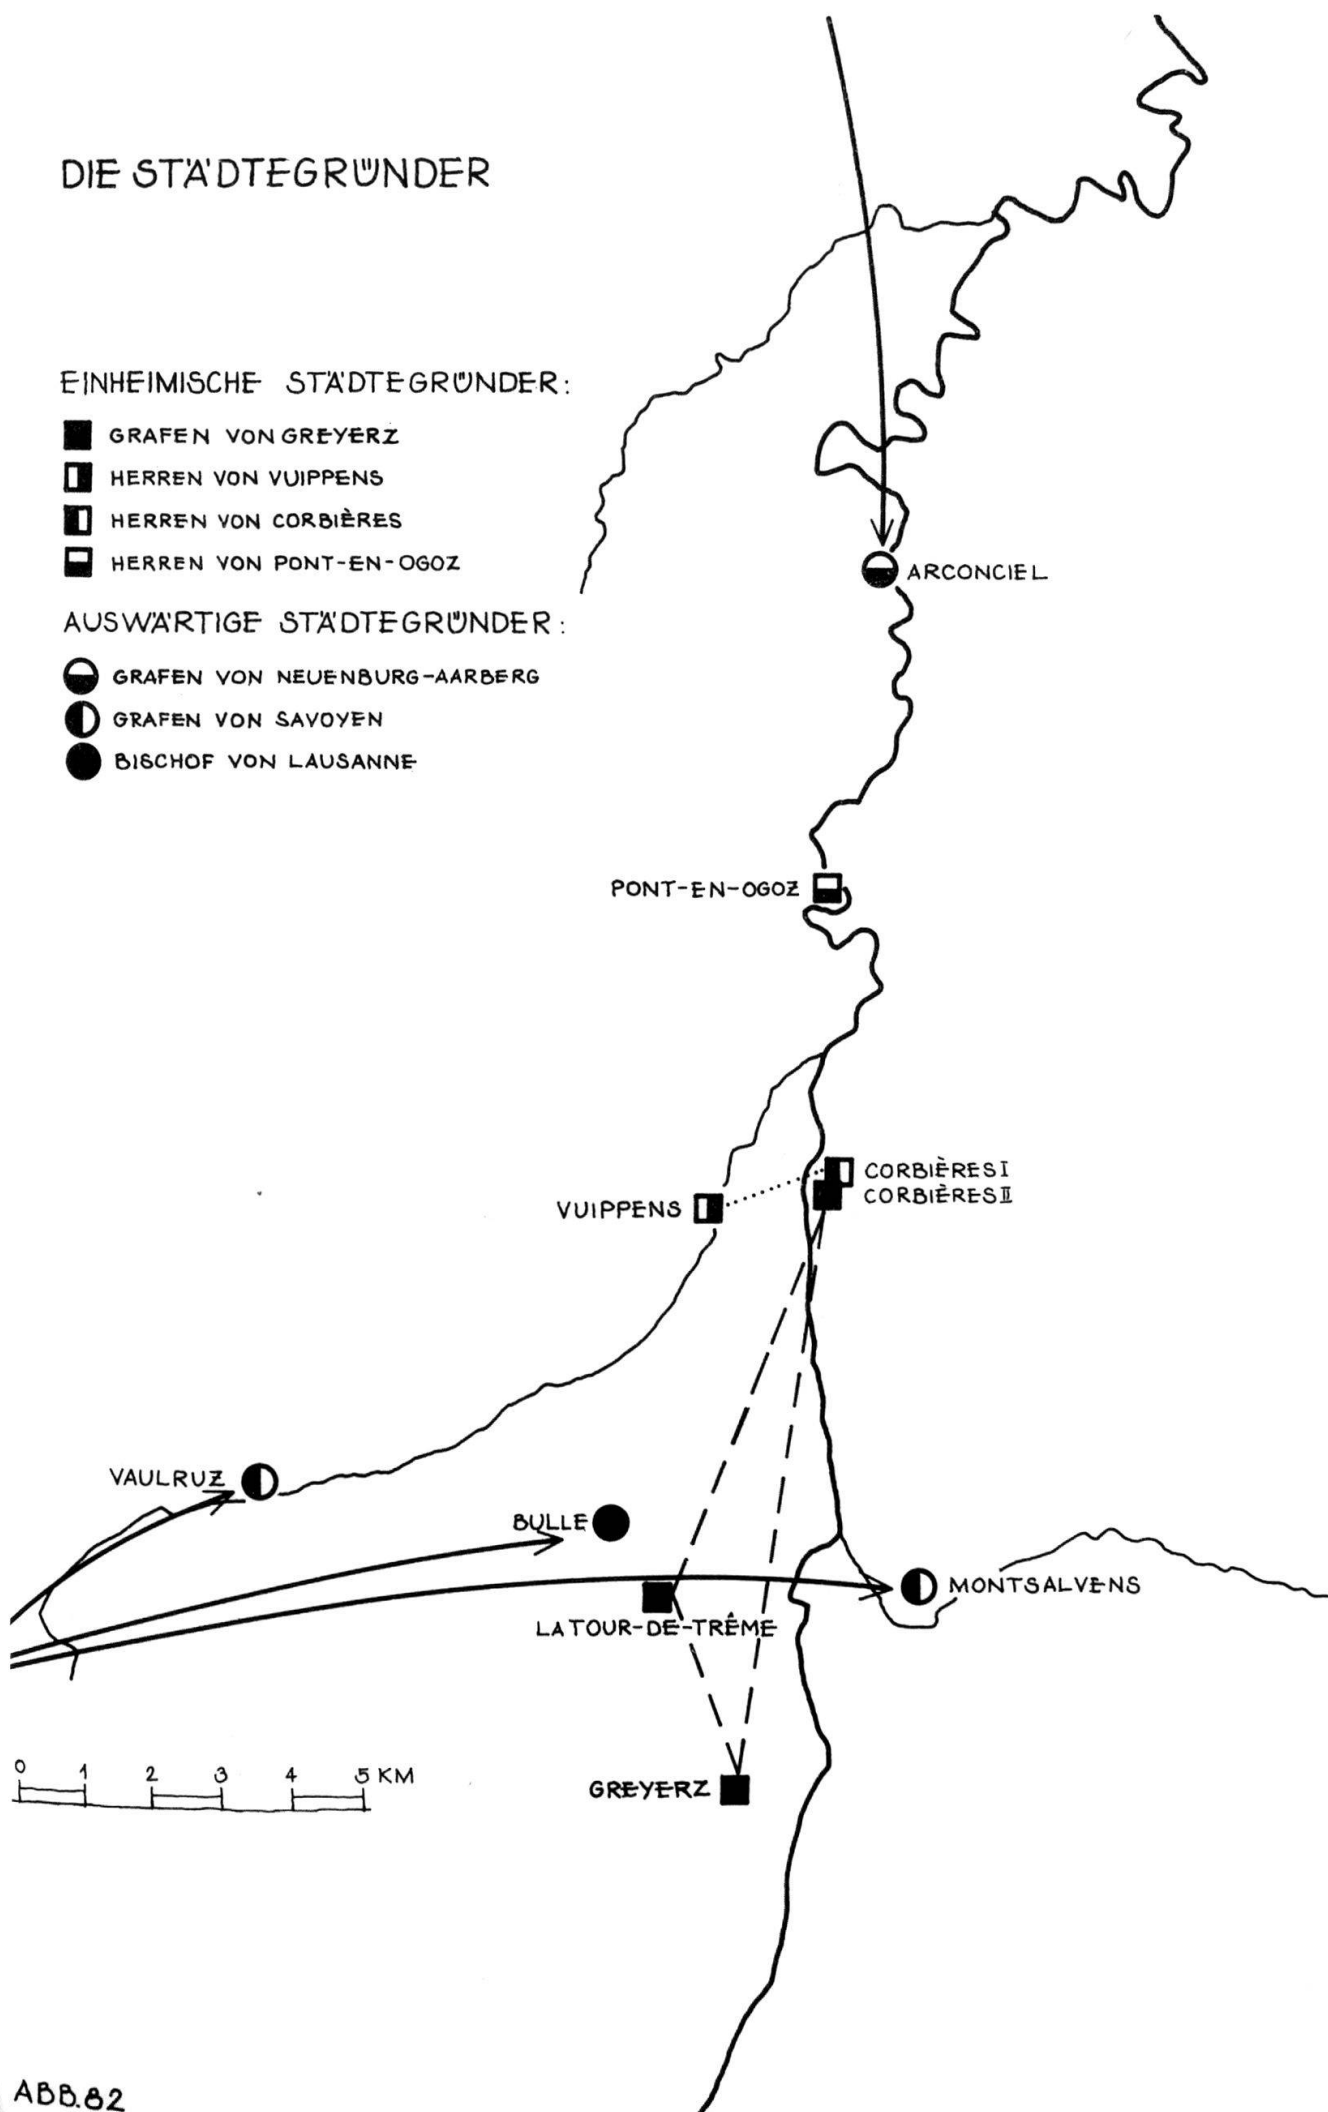 DIE STÄDTEGRÜNDER
EINHEIMISCHE STÄDTEGRÜNDER:
GRAFEN VON GREYERZ
HERREN VON VUIPPENS
HERREN VON CORBIÈRES
HERREN VON PONT-EN-OGOZ
AUSWÄRTIGE STÄDTEGRÜNDER:
GRAFEN VON NEUENBURG-AARBERG
GRAFEN VON SAVOYEN
BISCHOF VON LAUSANNE
ARCONCIEL
PONT-EN-OGOZ
CORBIÈRES I
CORBIÈRES II
VUIPPENS
VAULRUZ
BULLE
MONTSALVENS
LA TOUR-DE-TRÊME
GREYERZ
0 1 2 3 4 5 KM
ABB.82